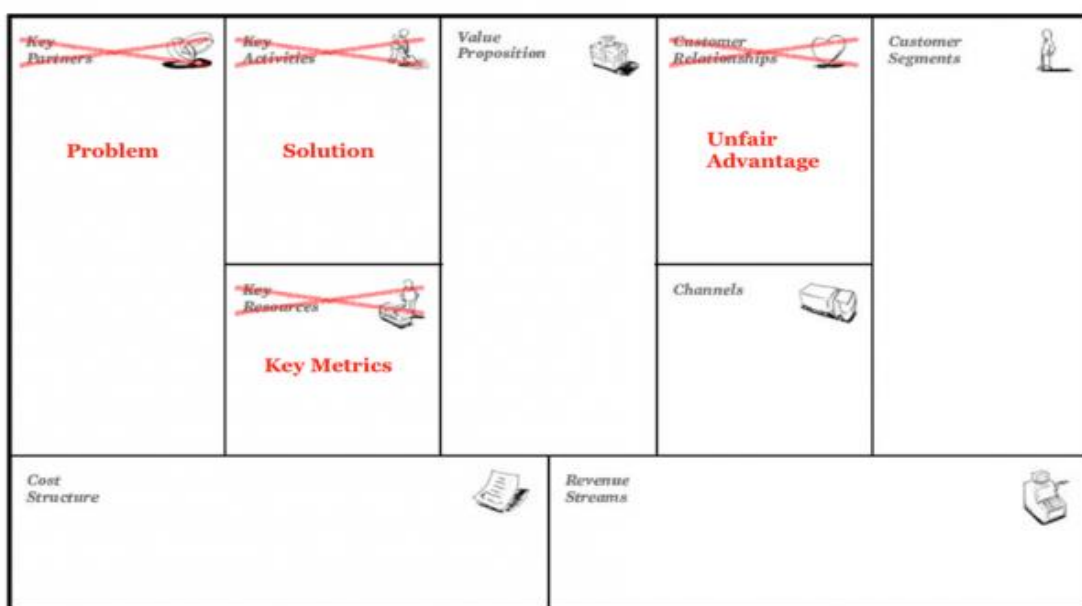 Key
Partners
Problem
Key
Activities
Solution
Key
Resources
Key Metrics
Value
Proposition
Customer
Relationships
Unfair
Advantage
Channels
Customer
Segments
Cost
Structure
Revenue
Streams